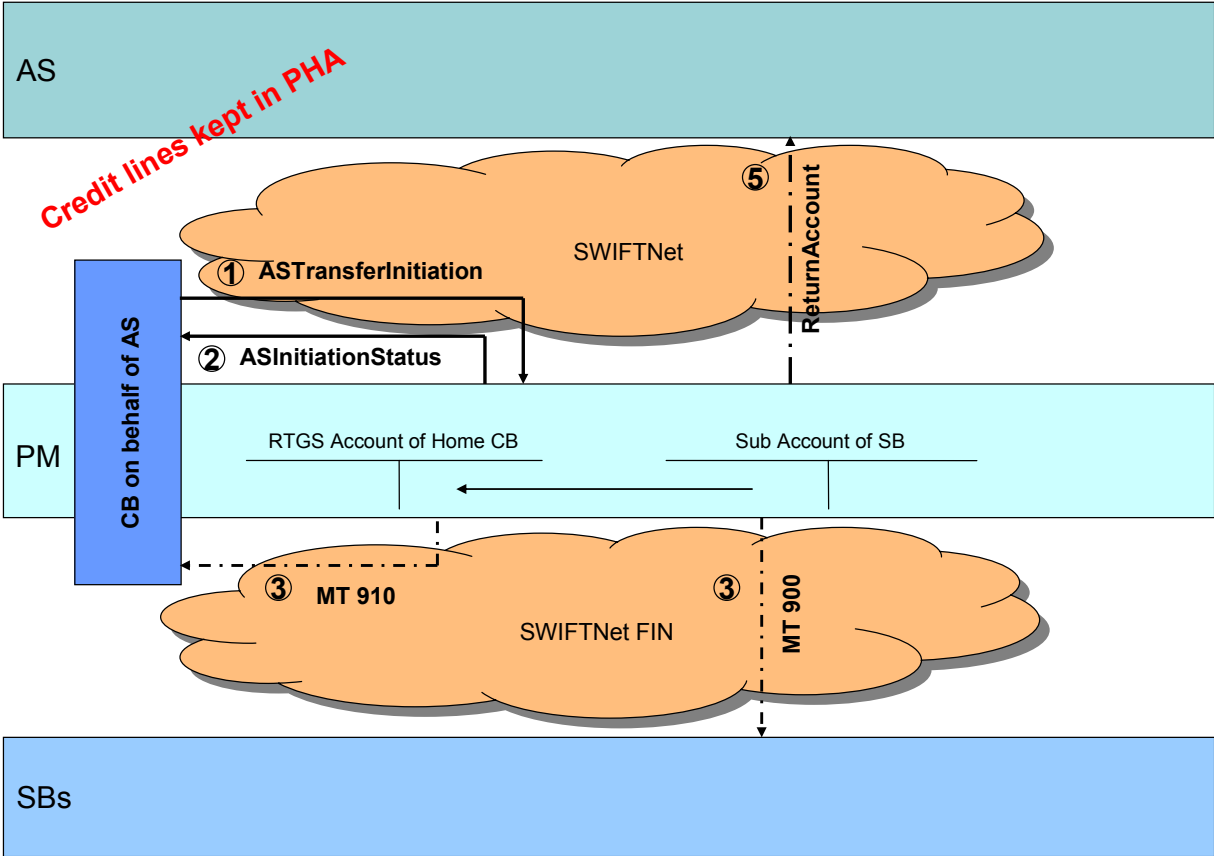 AS
Credit lines kept in PHA
⑤
ReturnAccount
SWIFTNet
① ASTransferInitiation
② ASInitiationStatus
CB on behalf of AS
PM
RTGS Account of Home CB
Sub Account of SB
③ MT 910
③ MT 900
SWIFTNet FIN
SBs